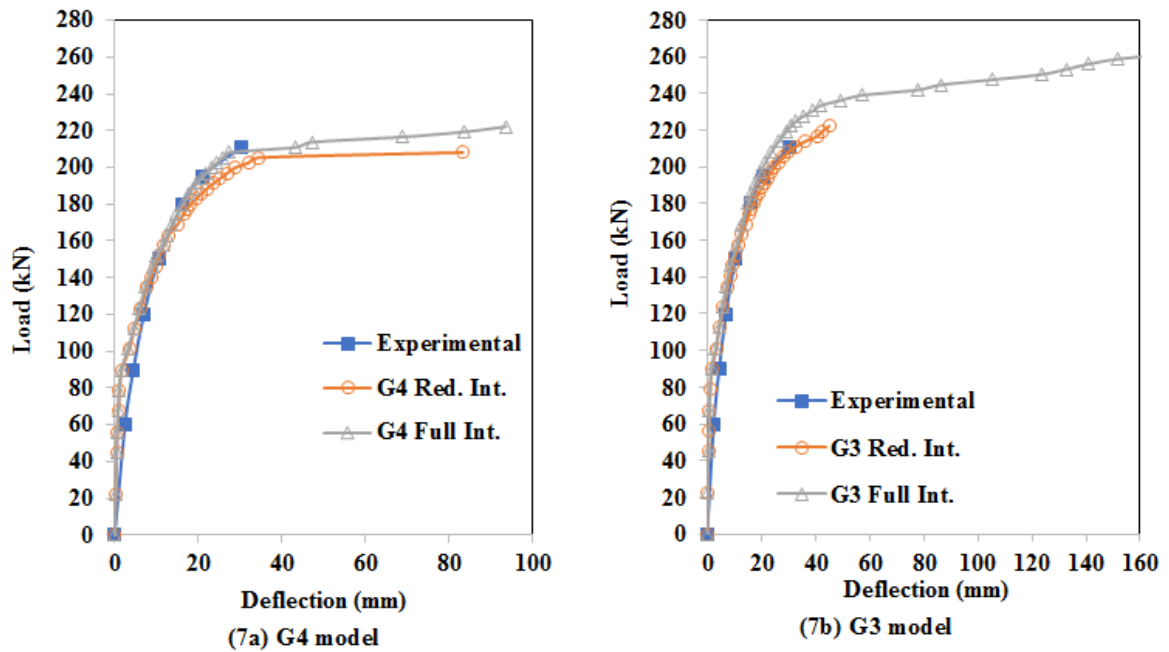 280
260
240
220
200
180
160
140
120
100
80
60
40
20
0
Load (kN)
0 20 40 60 80 100
Deflection (mm)
Experimental
G4 Red. Int.
G4 Full Int.
(7a) G4 model
280
260
240
220
200
180
160
140
120
100
80
60
40
20
0
Load (kN)
0 20 40 60 80 100 120 140 160
Deflection (mm)
Experimental
G3 Red. Int.
G3 Full Int.
(7b) G3 model